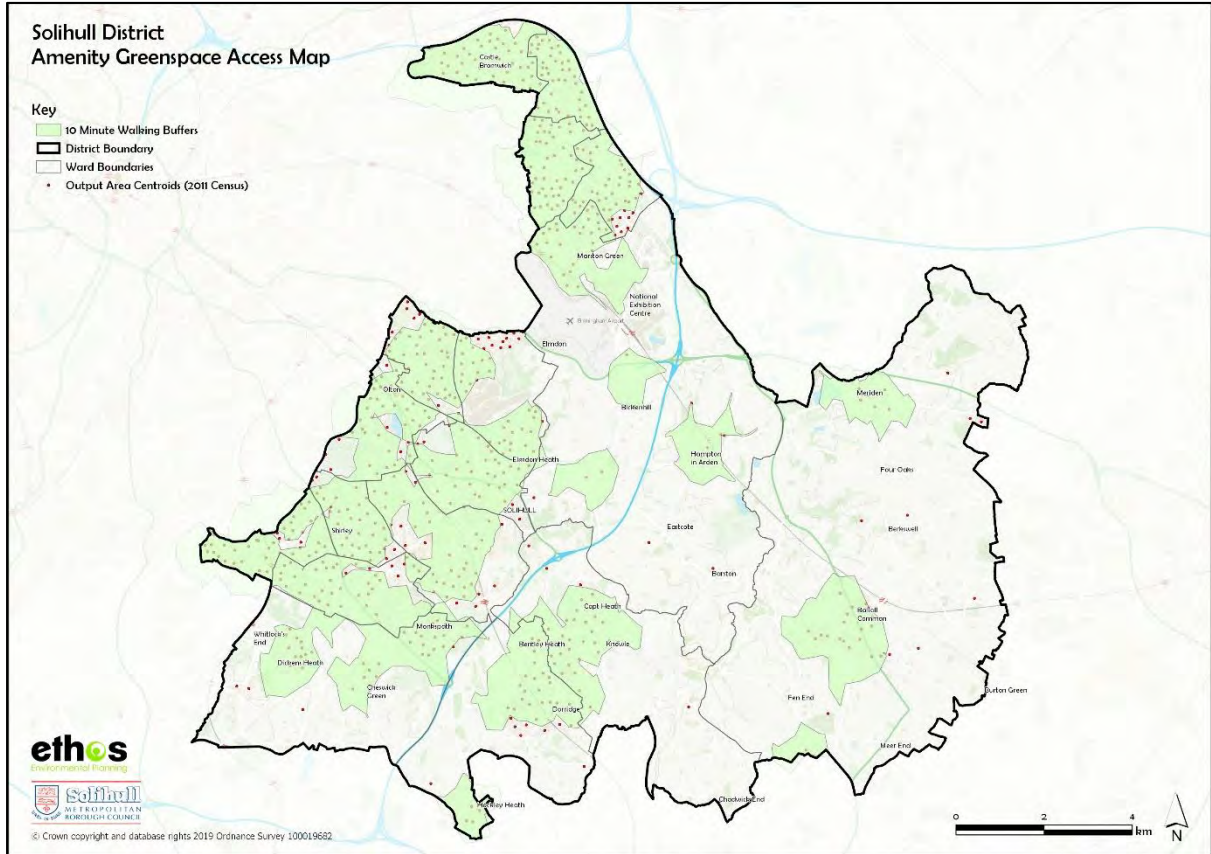 Solihull District
Amenity Greenspace Access Map
Key
10 Minute Walking Buffers
District Boundary
Ward Boundaries
Output Area Centroids (2011 Census)
Castle
Bromwich
Marston Green
National
Exhibition
Centre
Birmingham Airport
Elmdon
Olton
Bickenhill
Meriden
Hampton
in Arden
Four Oaks
Elmdon Heath
SOLIHULL
Berkswell
Shirley
Eastcote
Barston
Copt Heath
Balsall
Common
Whitlock's
End
Monkspath
Bentley Heath
Knowle
Dickens Heath
Cheswick
Green
Dorridge
Fen End
Burton Green
Meer End
Chadwick End
Hockley Heath
ethos
Environmental Planning
Solihull
METROPOLITAN
BOROUGH COUNCIL
© Crown copyright and database rights 2019 Ordnance Survey 100019682
0 2 4
km
N